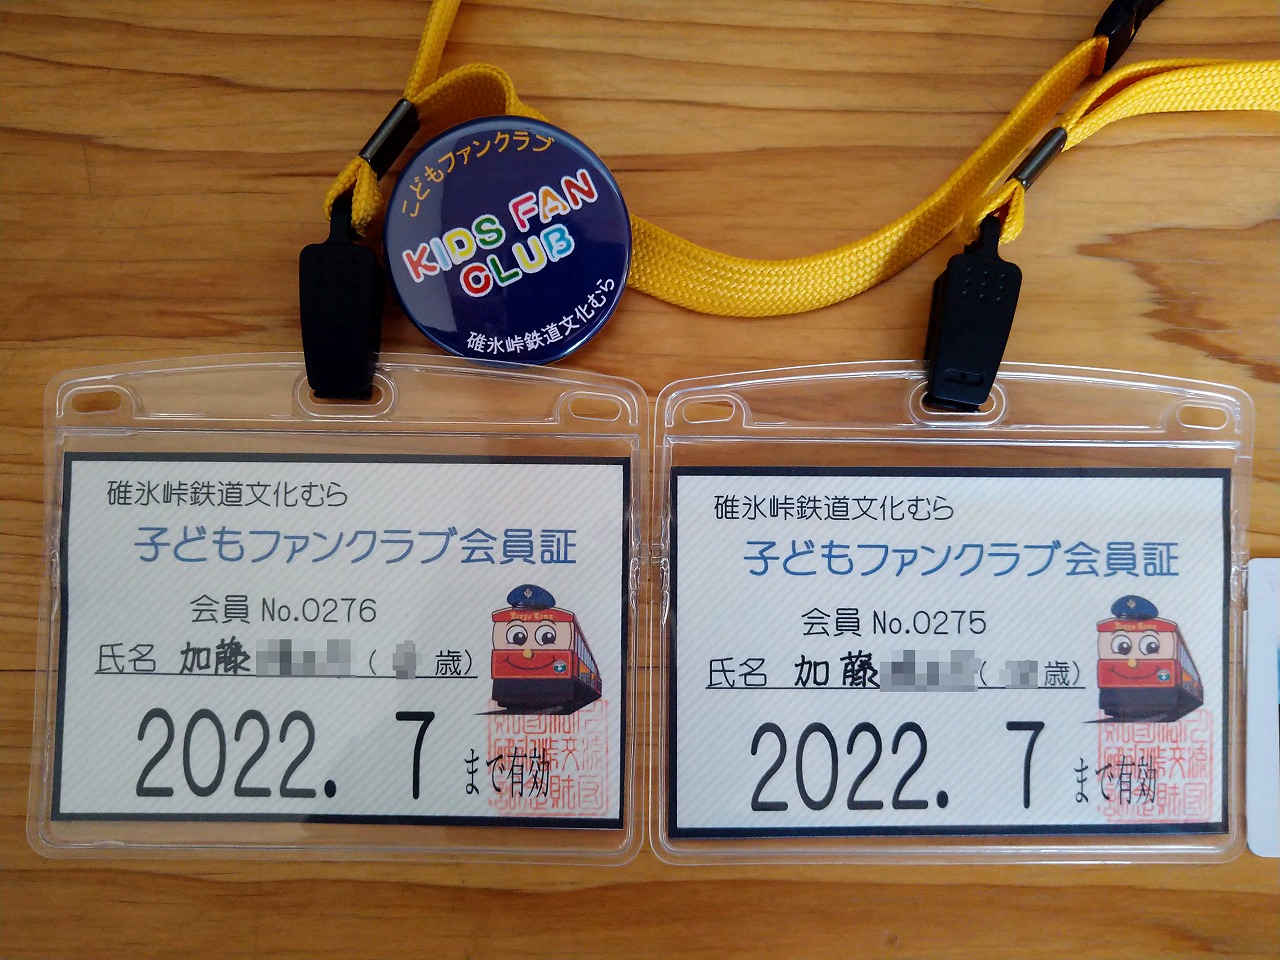 こどもファンクラブ
KIDS FAN
CLUB
碓氷峠鉄道文化むら
碓氷峠鉄道文化むら
子どもファンクラブ会員証
会員 No.0276
氏名 加藤 ( 歳)
2022. 7 まで有効
碓氷峠鉄道文化むら
子どもファンクラブ会員証
会員 No.0275
氏名 加藤 ( 歳)
2022. 7 まで有効